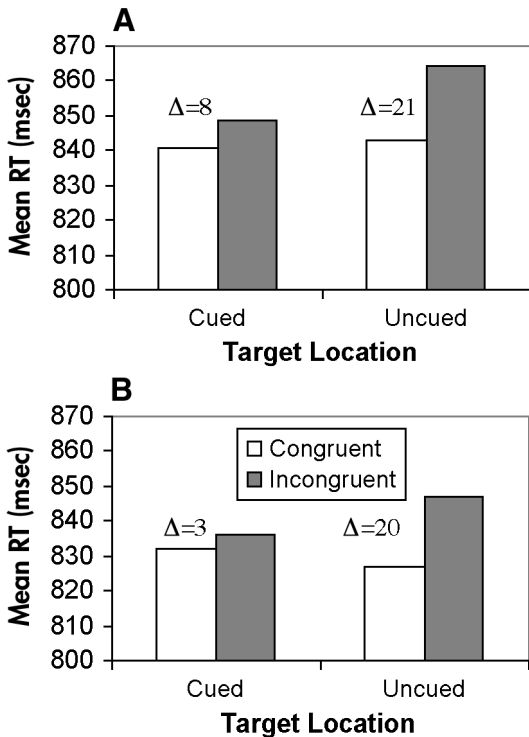 A
Mean RT (msec)
870
860
850
840
830
820
810
800
Δ=8
Δ=21
Cued
Uncued
Target Location
B
Mean RT (msec)
870
860
850
840
830
820
810
800
Congruent
Incongruent
Δ=3
Δ=20
Cued
Uncued
Target Location